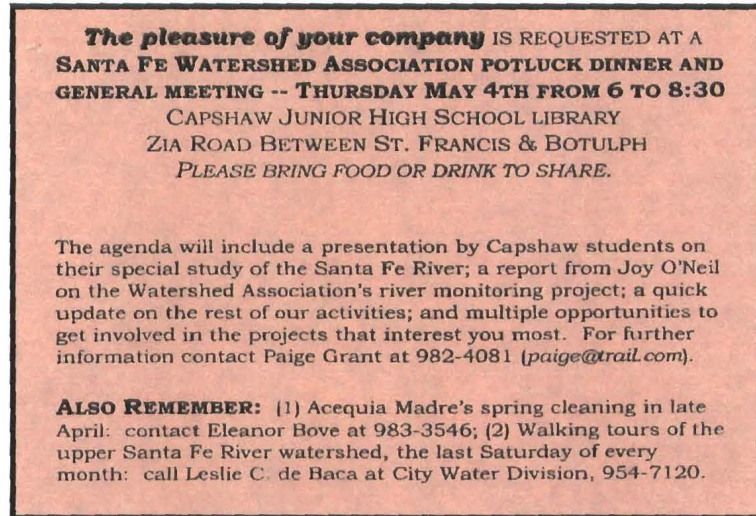 The pleasure of your company IS REQUESTED AT A
SANTA FE WATERSHED ASSOCIATION POTLUCK DINNER AND
GENERAL MEETING -- THURSDAY MAY 4TH FROM 6 TO 8:30
CAPSHAW JUNIOR HIGH SCHOOL LIBRARY
ZIA ROAD BETWEEN ST. FRANCIS & BOTULPH
PLEASE BRING FOOD OR DRINK TO SHARE.
The agenda will include a presentation by Capshaw students on
their special study of the Santa Fe River; a report from Joy O'Neil
on the Watershed Association's river monitoring project; a quick
update on the rest of our activities; and multiple opportunities to
get involved in the projects that interest you most. For further
information contact Paige Grant at 982-4081 (paige@trail.com).
ALSO REMEMBER: (1) Acequia Madre's spring cleaning in late
April: contact Eleanor Bove at 983-3546; (2) Walking tours of the
upper Santa Fe River watershed, the last Saturday of every
month: call Leslie C. de Baca at City Water Division, 954-7120.